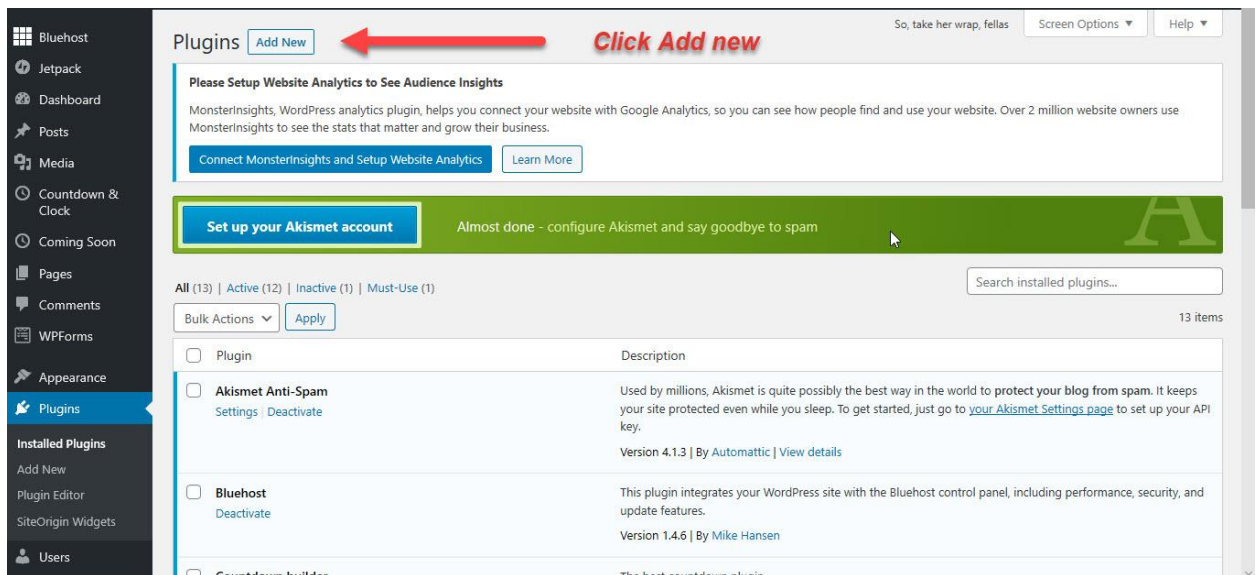 Bluehost
Jetpack
Dashboard
Posts
Media
Countdown &
Clock
Coming Soon
Pages
Comments
WPForms
Appearance
Plugins
Installed Plugins
Add New
Plugin Editor
SiteOrigin Widgets
Users
So, take her wrap, fellas
Screen Options
Help
Plugins
Add New
Click Add new
Please Setup Website Analytics to See Audience Insights
MonsterInsights, WordPress analytics plugin, helps you connect your website with Google Analytics, so you can see how people find and use your website. Over 2 million website owners use
MonsterInsights to see the stats that matter and grow their business.
Connect MonsterInsights and Setup Website Analytics
Learn More
Set up your Akismet account
Almost done - configure Akismet and say goodbye to spam
A
All (13) | Active (12) | Inactive (1) | Must-Use (1)
Search installed plugins...
Bulk Actions
Apply
13 items
Plugin
Description
Akismet Anti-Spam
Settings | Deactivate
Used by millions, Akismet is quite possibly the best way in the world to protect your blog from spam. It keeps
your site protected even while you sleep. To get started, just go to your Akismet Settings page to set up your API
key.
Version 4.1.3 | By Automattic | View details
Bluehost
Deactivate
This plugin integrates your WordPress site with the Bluehost control panel, including performance, security, and
update features.
Version 1.4.6 | By Mike Hansen
Countdown builder
The best countdown plugin